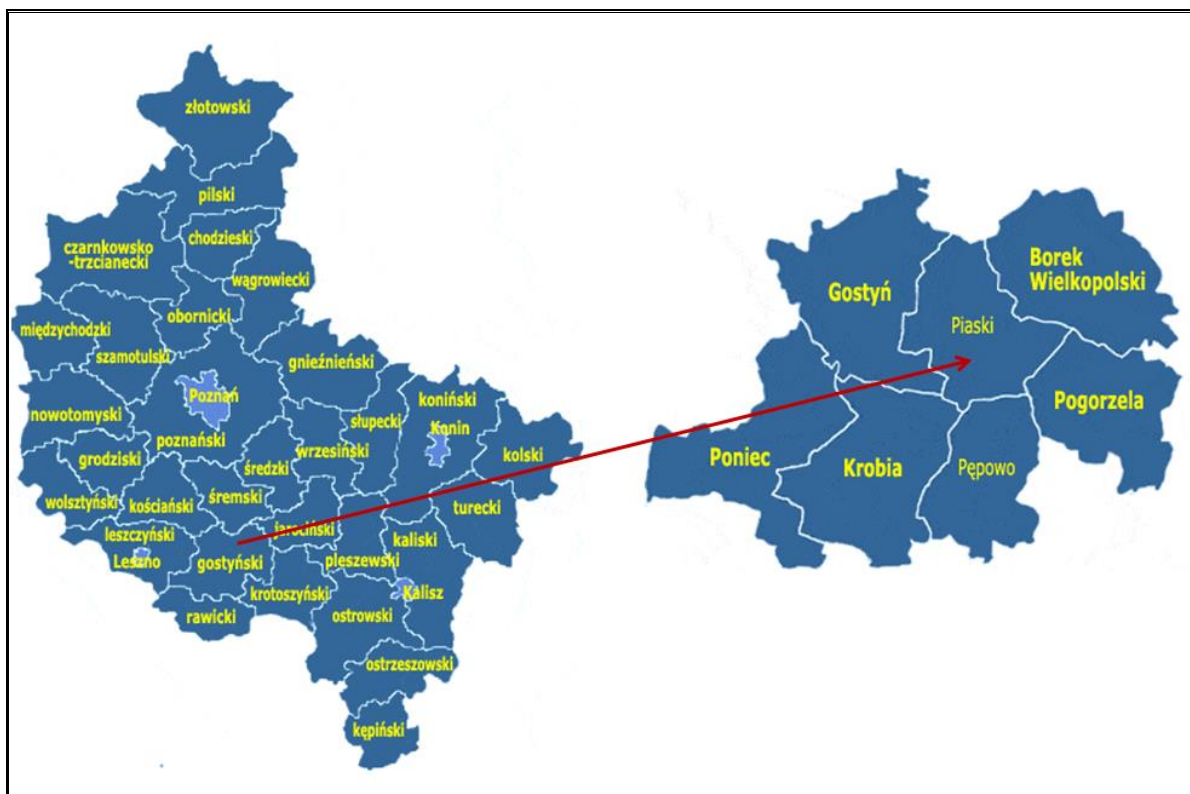 złotowski
pilski
chodzieski
czarnkowsko
-trzcianecki
wągrowiecki
obornicki
międzychodzki
szamotulski
gnieźnieński
Poznań
nowotomyski
poznański
słupecki
koniński
Konin
wrzesiński
kolski
grodziski
średzki
wolsztyński
kościański
śremski
turecki
leszczyński
jarociński
kaliski
Leszno
gostyński
pleszewski
krotoszyński
Kalisz
rawicki
ostrowski
ostrzeszowski
kępiński
Gostyń
Borek
Wielkopolski
Piaski
Pogorzela
Poniec
Krobia
Pępowo